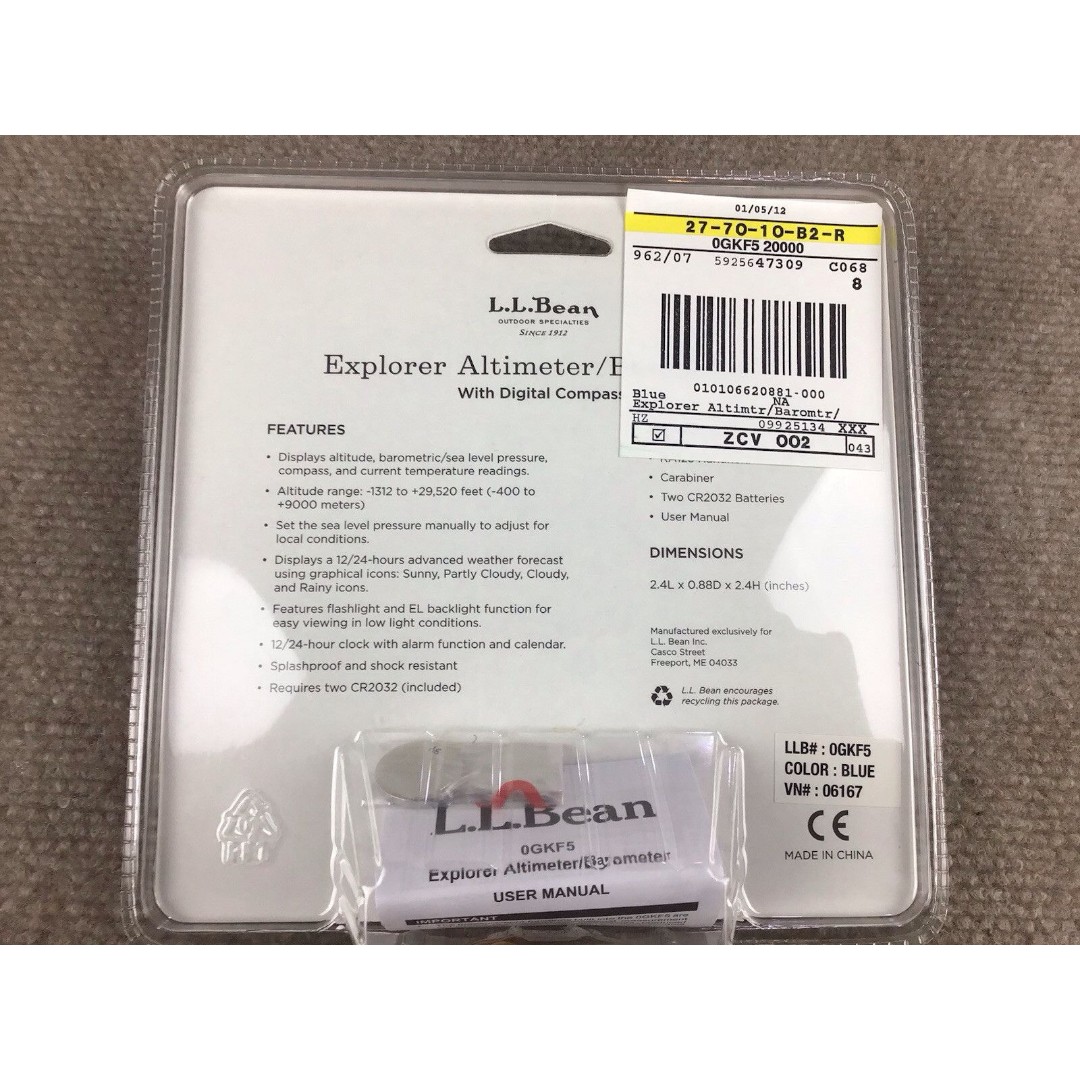 01/05/12
27-70-10-B2-R
0GKF5 20000
962/07 5925647309 C068
8
010106620881-000
Blue NA
Explorer Altimtr/Baromtr/
HZ 09925134 XXX
ZCV 002 043
L.L.Bean
OUTDOOR SPECIALTIES
SINCE 1912
Explorer Altimeter/
With Digital Compass
FEATURES
• Displays altitude, barometric/sea level pressure,
compass, and current temperature readings.
• Altitude range: -1312 to +29,520 feet (-400 to
+9000 meters)
• Set the sea level pressure manually to adjust for
local conditions.
• Displays a 12/24-hours advanced weather forecast
using graphical icons: Sunny, Partly Cloudy, Cloudy,
and Rainy icons.
• Features flashlight and EL backlight function for
easy viewing in low light conditions.
• 12/24-hour clock with alarm function and calendar.
• Splashproof and shock resistant
• Requires two CR2032 (included)
• Carabiner
• Two CR2032 Batteries
• User Manual
DIMENSIONS
2.4L x 0.88D x 2.4H (inches)
Manufactured exclusively for
L.L. Bean Inc.
Casco Street
Freeport, ME 04033
L.L. Bean encourages
recycling this package.
LLB# : 0GKF5
COLOR : BLUE
VN# : 06167
CE
MADE IN CHINA
L.L.Bean
0GKF5
Explorer Altimeter/Barometer
USER MANUAL
IMPORTANT